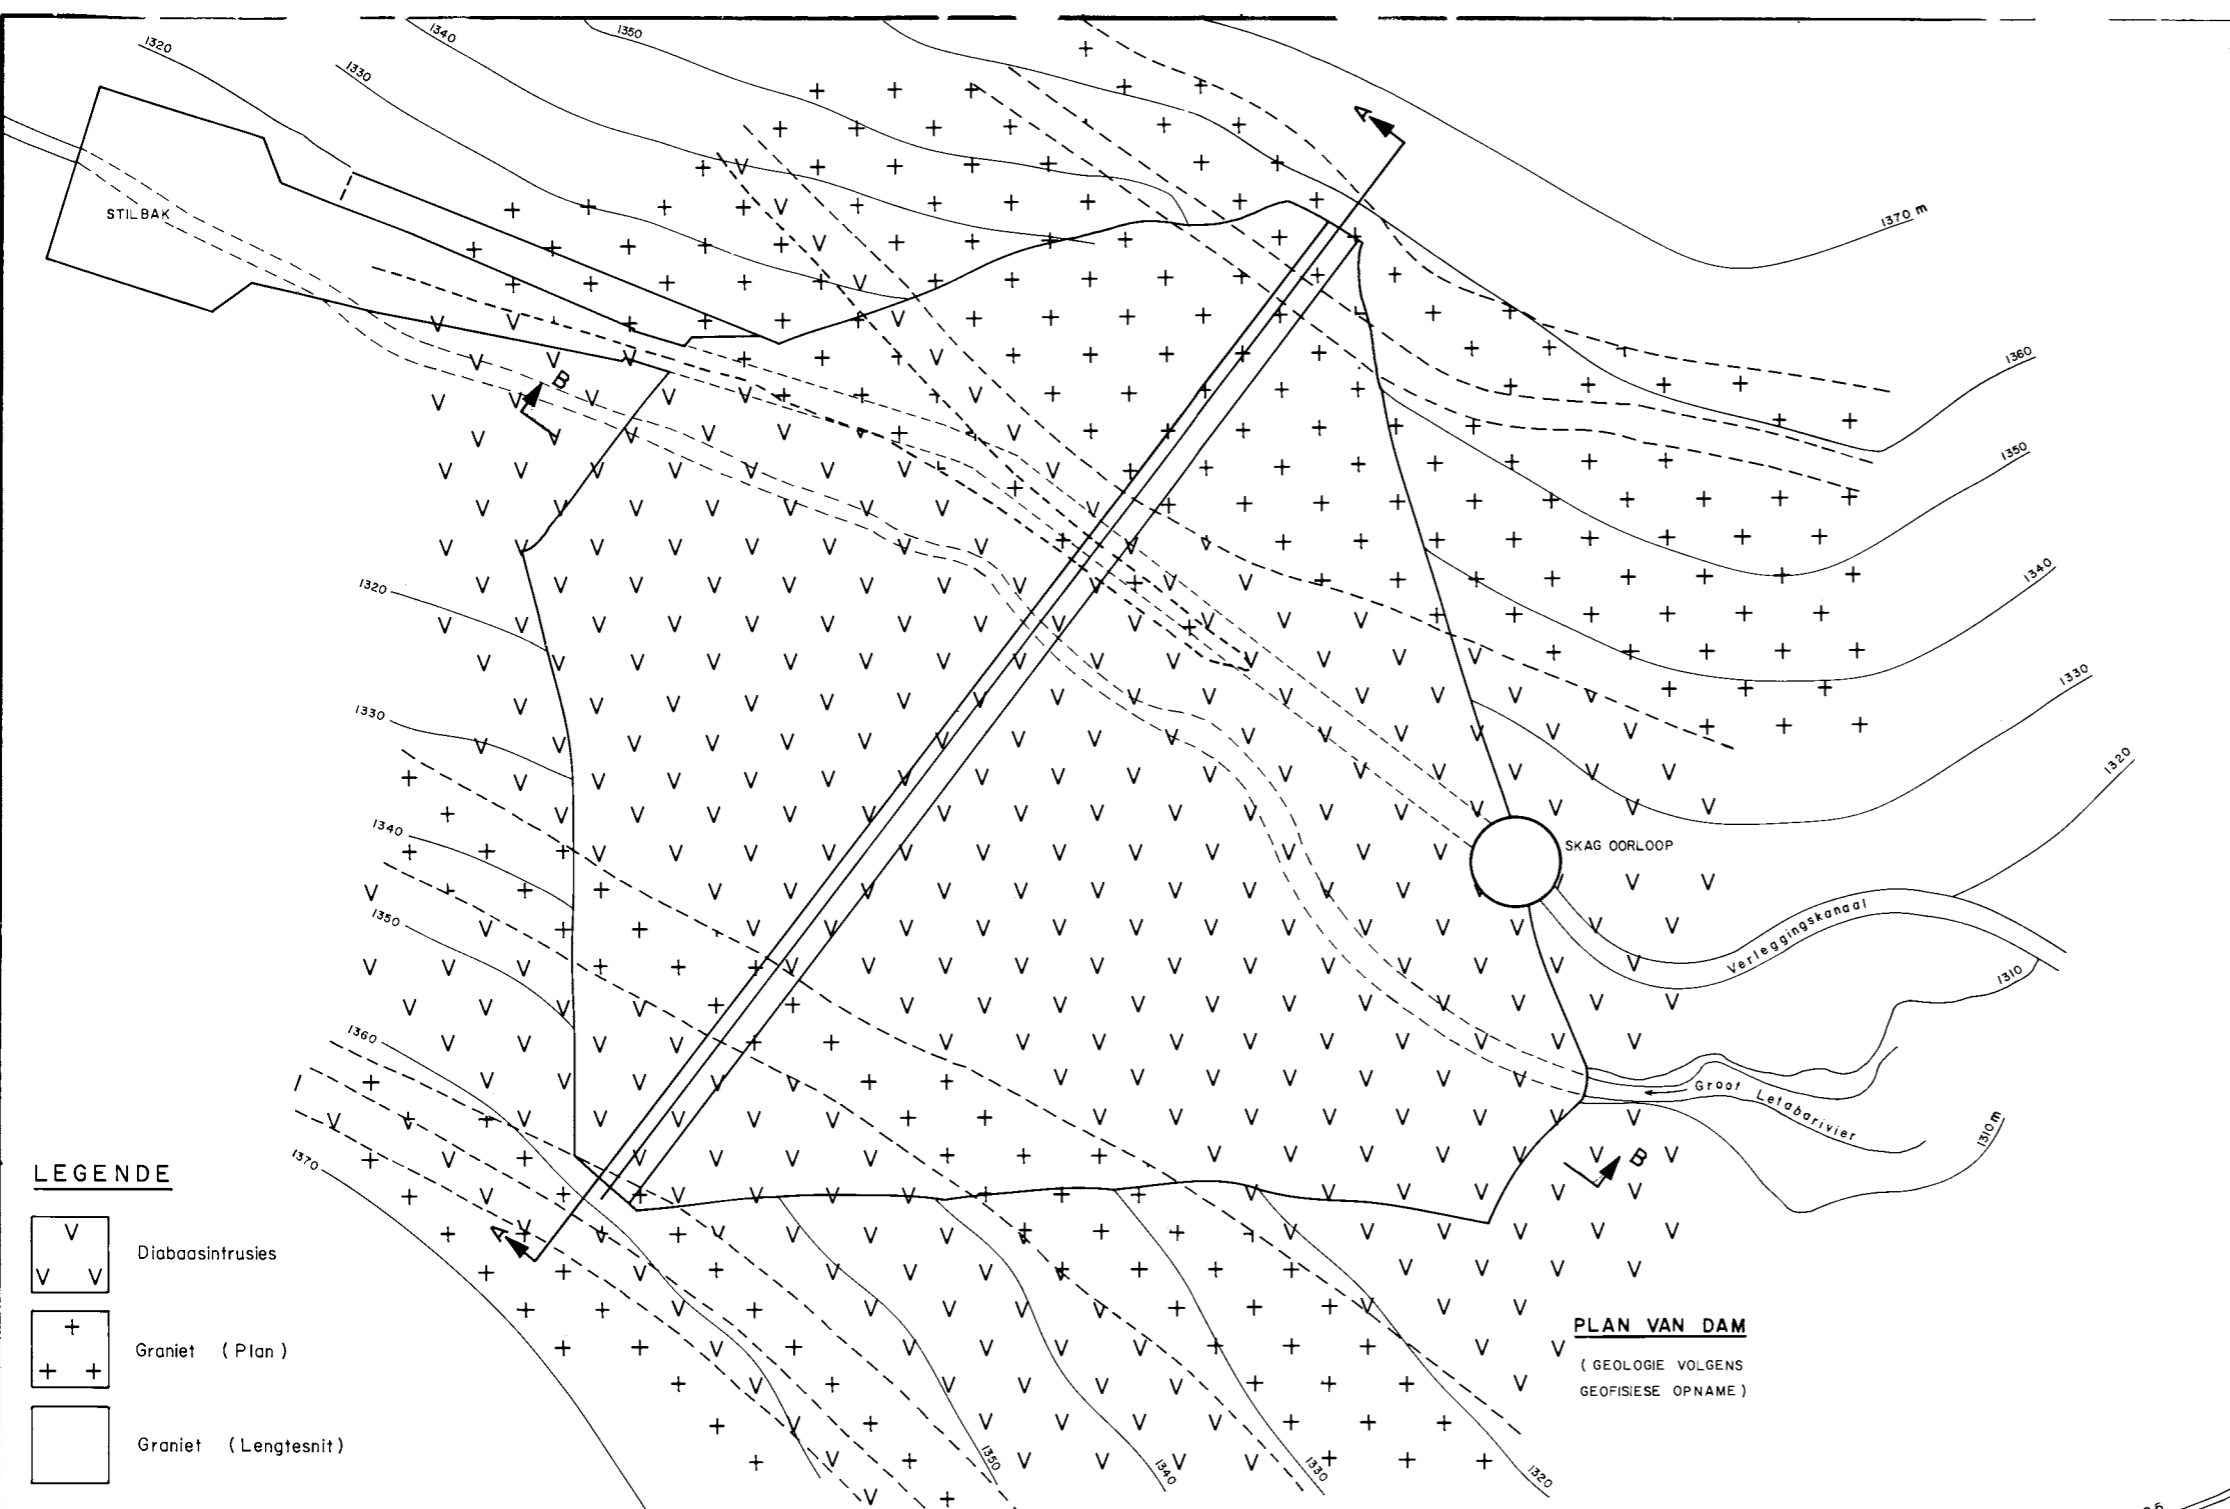 1320
1340
1350
1330
A
1370 m
STILBAK
B
1360
1350
1320
1340
1330
1330
1320
1340
SKAG OORLOOP
1350
Verleggingskanaal
1310
1360
Groot Letabarivier
1310 m
1370
B
LEGENDE
A
Diabaasintrusies
PLAN VAN DAM
Graniet (Plan)
( GEOLOGIE VOLGENS
GEOFISIESE OPNAME )
Graniet (Lengtesnit)
1350
1340
1330
1320